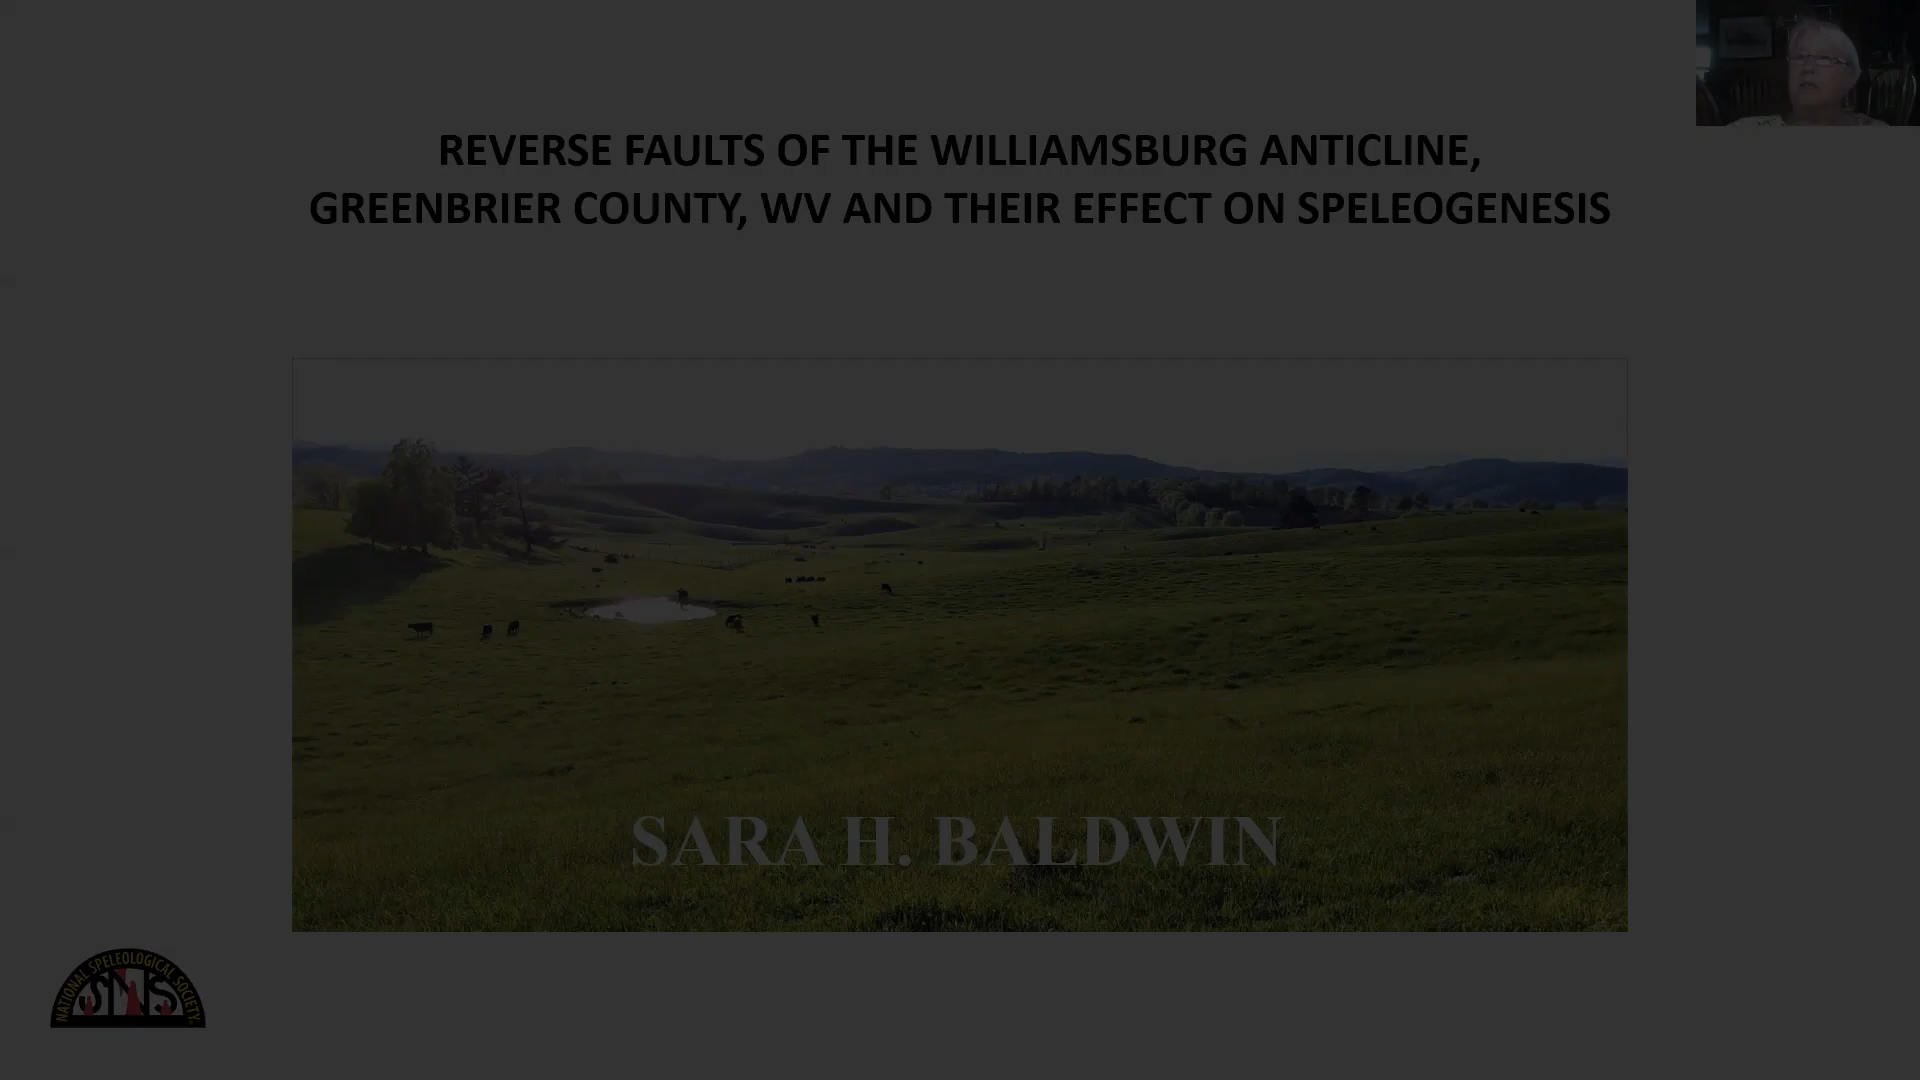 REVERSE FAULTS OF THE WILLIAMSBURG ANTICLINE,
GREENBRIER COUNTY, WV AND THEIR EFFECT ON SPELEOGENESIS
SARA H. BALDWIN
NATIONAL SPELEOLOGICAL SOCIETY
NSS